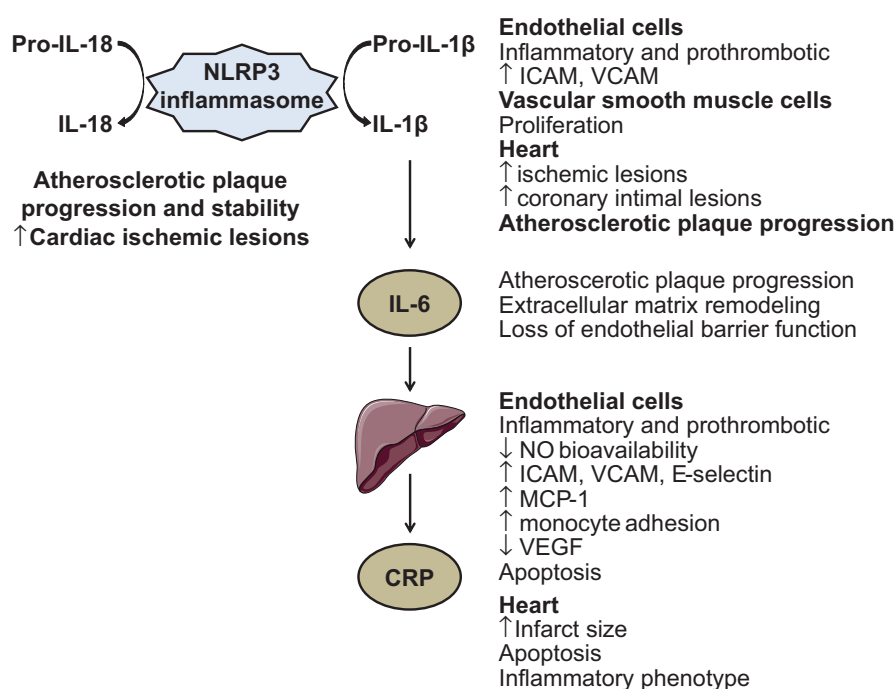 Pro-IL-18
NLRP3
inflammasome
Pro-IL-1β
IL-18
IL-1β
Atherosclerotic plaque
progression and stability
↑Cardiac ischemic lesions
Endothelial cells
Inflammatory and prothrombotic
↑ ICAM, VCAM
Vascular smooth muscle cells
Proliferation
Heart
↑ischemic lesions
↑coronary intimal lesions
Atherosclerotic plaque progression
IL-6
Atheroscerotic plaque progression
Extracellular matrix remodeling
Loss of endothelial barrier function
Endothelial cells
Inflammatory and prothrombotic
↓ NO bioavailability
↑ ICAM, VCAM, E-selectin
↑ MCP-1
↑ monocyte adhesion
↓ VEGF
Apoptosis
CRP
Heart
↑Infarct size
Apoptosis
Inflammatory phenotype